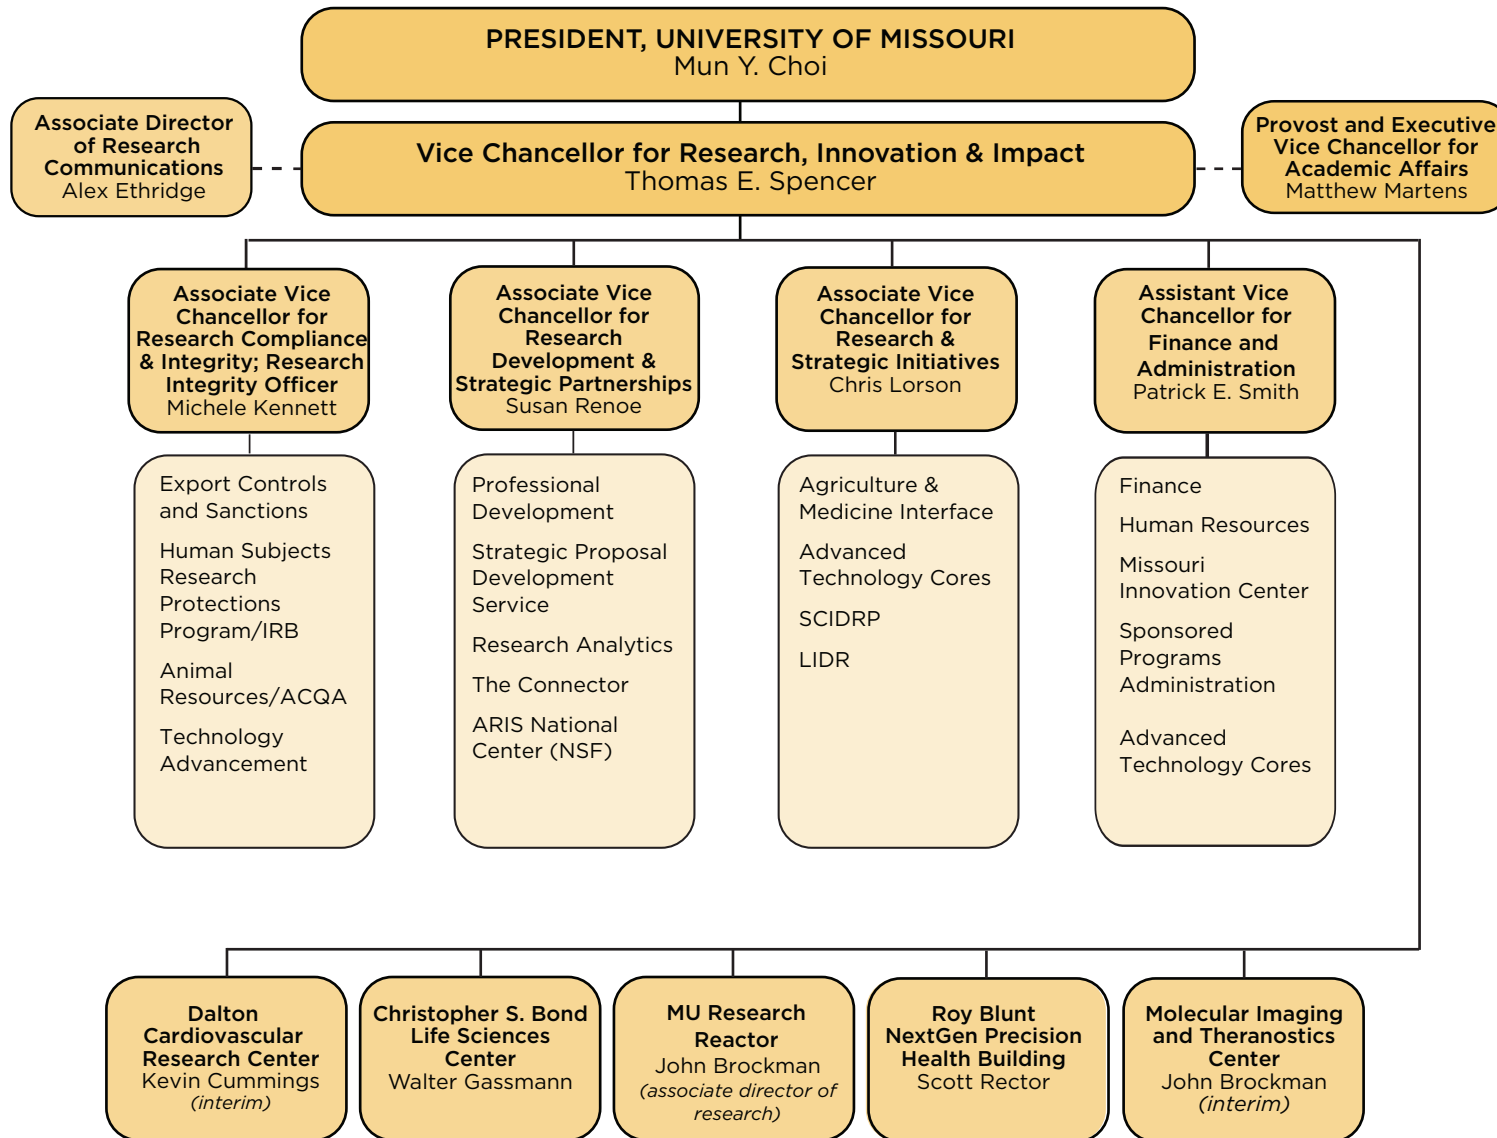 PRESIDENT, UNIVERSITY OF MISSOURI
Mun Y. Choi
Associate Director
of Research
Communications
Alex Ethridge
Vice Chancellor for Research, Innovation & Impact
Thomas E. Spencer
Provost and Executive
Vice Chancellor for
Academic Affairs
Matthew Martens
Associate Vice
Chancellor for
Research Compliance
& Integrity; Research
Integrity Officer
Michele Kennett
Associate Vice
Chancellor for
Research
Development &
Strategic Partnerships
Susan Renoe
Associate Vice
Chancellor for
Research &
Strategic Initiatives
Chris Lorson
Assistant Vice
Chancellor for
Finance and
Administration
Patrick E. Smith
Export Controls
and Sanctions
Human Subjects
Research
Protections
Program/IRB
Animal
Resources/ACQA
Technology
Advancement
Professional
Development
Strategic Proposal
Development
Service
Research Analytics
The Connector
ARIS National
Center (NSF)
Agriculture &
Medicine Interface
Advanced
Technology Cores
SCIDRP
LIDR
Finance
Human Resources
Missouri
Innovation Center
Sponsored
Programs
Administration
Advanced
Technology Cores
Dalton
Cardiovascular
Research Center
Kevin Cummings
(interim)
Christopher S. Bond
Life Sciences
Center
Walter Gassmann
MU Research
Reactor
John Brockman
(associate director of
research)
Roy Blunt
NextGen Precision
Health Building
Scott Rector
Molecular Imaging
and Theranostics
Center
John Brockman
(interim)